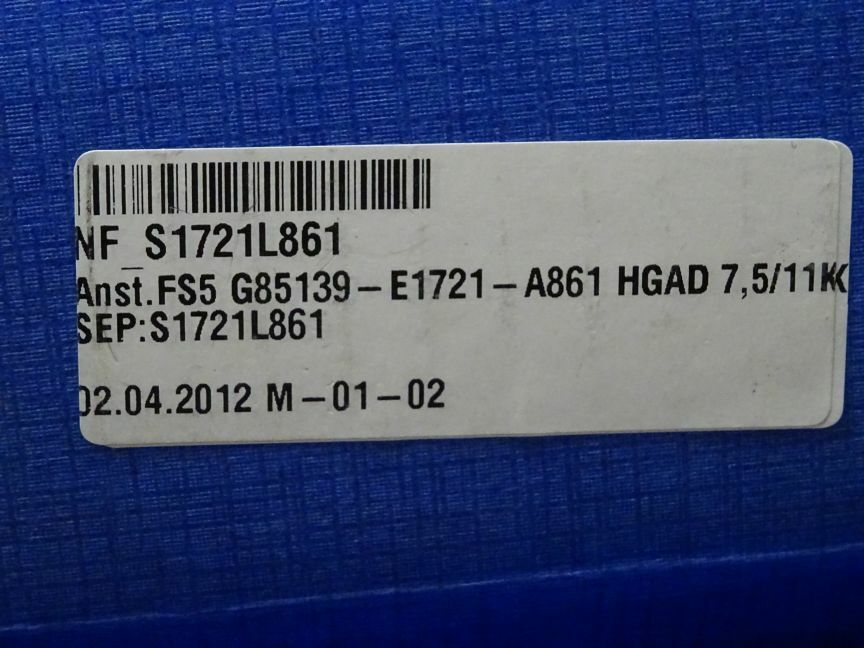 NF_S1721L861
Anst.FS5 G85139-E1721-A861 HGAD 7,5/11K
SEP:S1721L861
02.04.2012 M-01-02